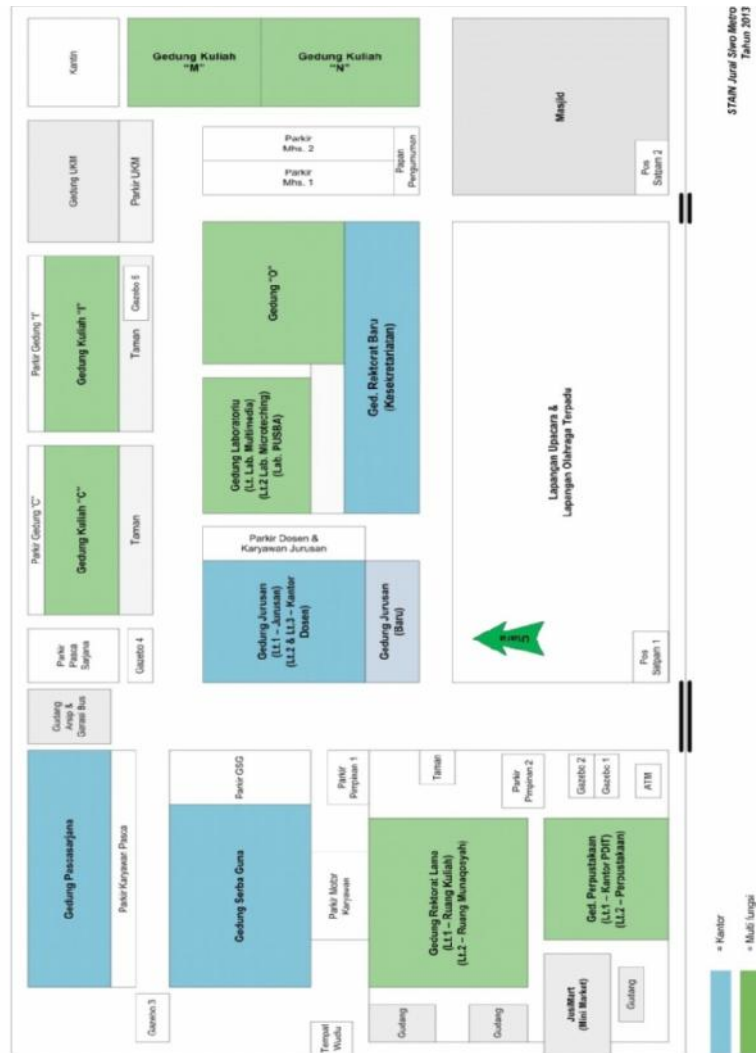 STAIN Jurai Siwo Metro
Tahun 2013
Kantin
Gedung Kuliah
"M"
Gedung Kuliah
"N"
Masjid
Pos
Satpam 2
Gedung UKM
Parkir UKM
Parkir
Mhs. 2
Parkir
Mhs. 1
Papan
Pengumuman
Parkir Gedung "I"
Gedung Kuliah "I"
Taman
Gazebo 5
Gedung "O"
Ged. Rektorat Baru
(Kesekretariatan)
Gedung Laboratoriu
(Lt. Lab. Multimedia)
(Lt.2 Lab. Microteching)
(Lab. PUSBA)
Lapangan Upacara &
Lapangan Olahraga Terpadu
Parkir Gedung "C"
Gedung Kuliah "C"
Taman
Parkir Dosen &
Karyawan Jurusan
Gedung Jurusan
(Lt.1 – Jurusan)
(Lt.2 & Lt.3 – Kantor
Dosen)
Gedung Jurusan
(Baru)
Utara
Pos
Satpam 1
Parkir
Pasca
Sarjana
Gazebo 4
Gudang
Arsip &
Garasi Bus
Gedung Pascasarjana
Parkir Karyawan Pasca
Parkir GSG
Gedung Serba Guna
Parkir
Pimpinan 1
Taman
Parkir
Pimpinan 2
Gazebo 2
Gazebo 1
ATM
Parkir Motor
Karyawan
Gedung Rektorat Lama
(Lt.1 – Ruang Kuliah)
(Lt.2 – Ruang Munaqosyah)
Ged. Perpustakaan
(Lt.1 – Kantor PDIT)
(Lt.2 – Perpustakaan)
Gazebo 3
Tempat
Wudlu
Gudang
Gudang
JusiMart
(Mini Market)
Gudang
= Kantor
= Multi fungsi